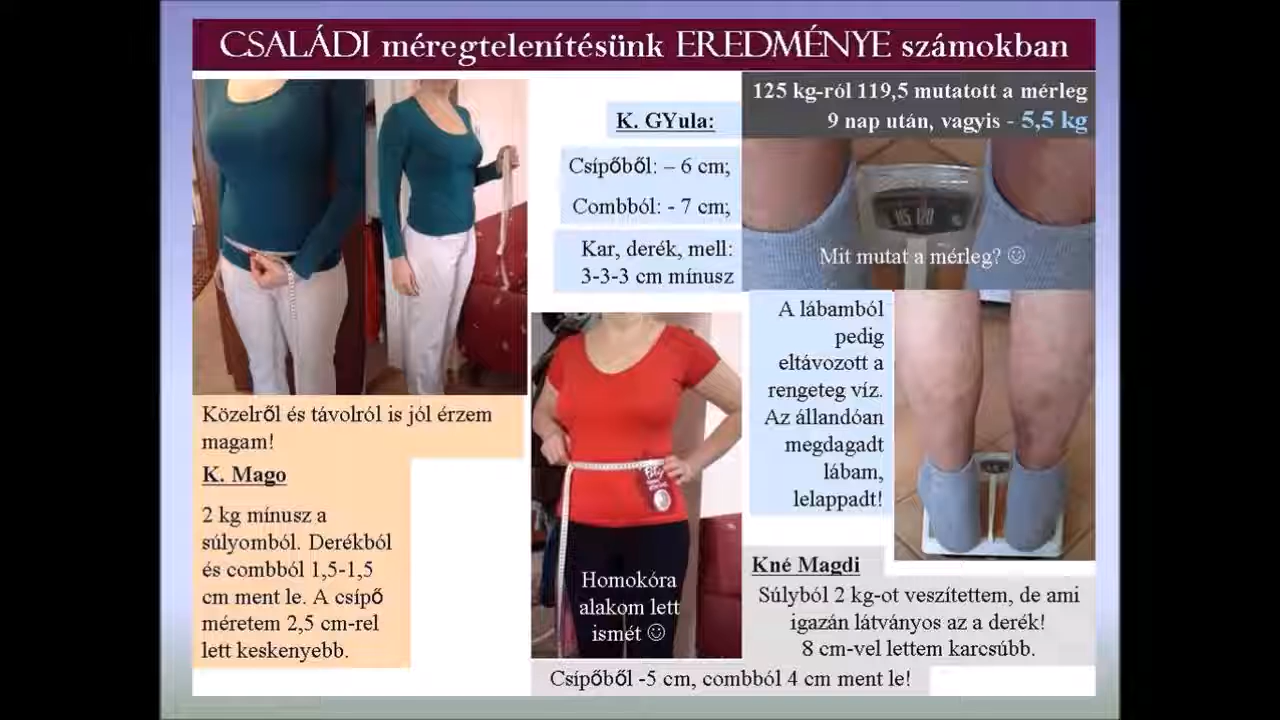 CSALÁDI méregtelenítésünk EREDMÉNYE számokban
125 kg-ról 119,5 mutatott a mérleg
9 nap után, vagyis - 5,5 kg
K. GYula:
Csípőből: – 6 cm;
Combból: - 7 cm;
Kar, derék, mell:
3-3-3 cm mínusz
Mit mutat a mérleg? ☺
A lábamból
pedig
eltávozott a
rengeteg víz.
Az állandóan
megdagadt
lábam,
lelappadt!
Közelről és távolról is jól érzem
magam!
K. Mago
2 kg mínusz a
súlyomból. Derékból
és combból 1,5-1,5
cm ment le. A csípő
méretem 2,5 cm-rel
lett keskenyebb.
Homokóra
alakom lett
ismét ☺
Kné Magdi
Súlyból 2 kg-ot veszítettem, de ami
igazán látványos az a derék!
8 cm-vel lettem karcsúbb.
Csípőből -5 cm, combból 4 cm ment le!